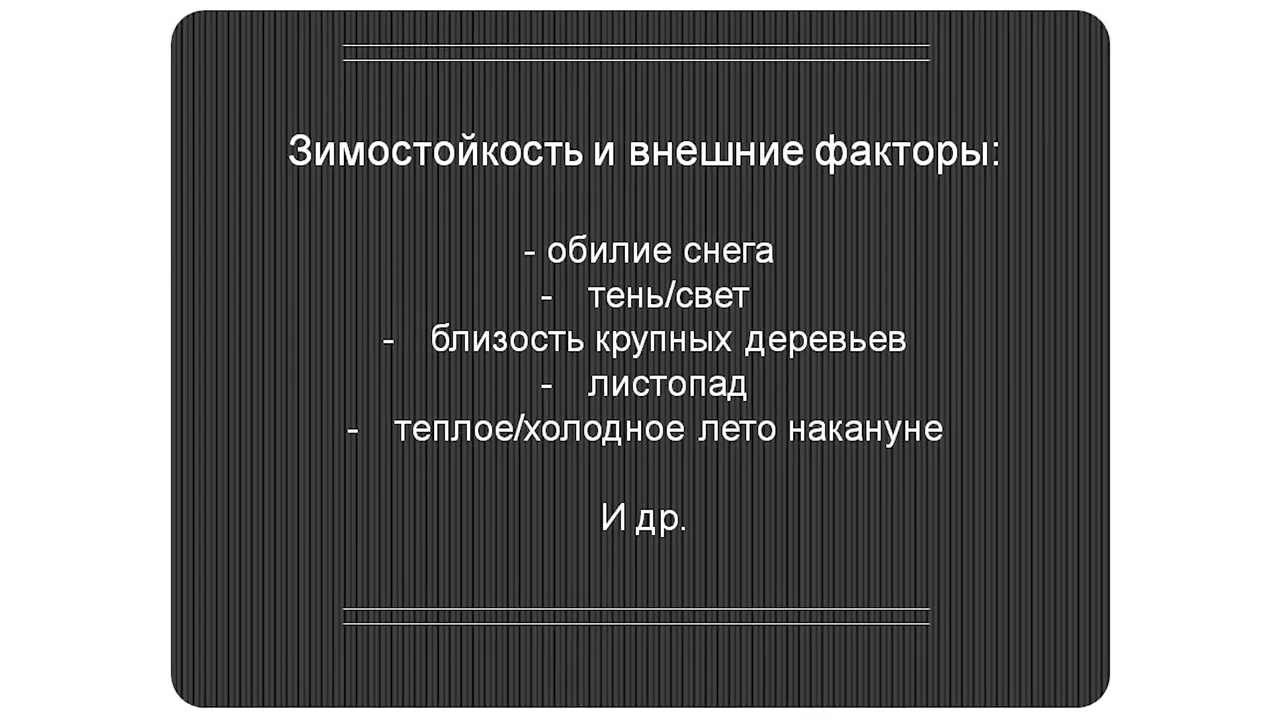 Зимостойкость и внешние факторы:
- обилие снега
- тень/свет
- близость крупных деревьев
- листопад
- теплое/холодное лето накануне
И др.